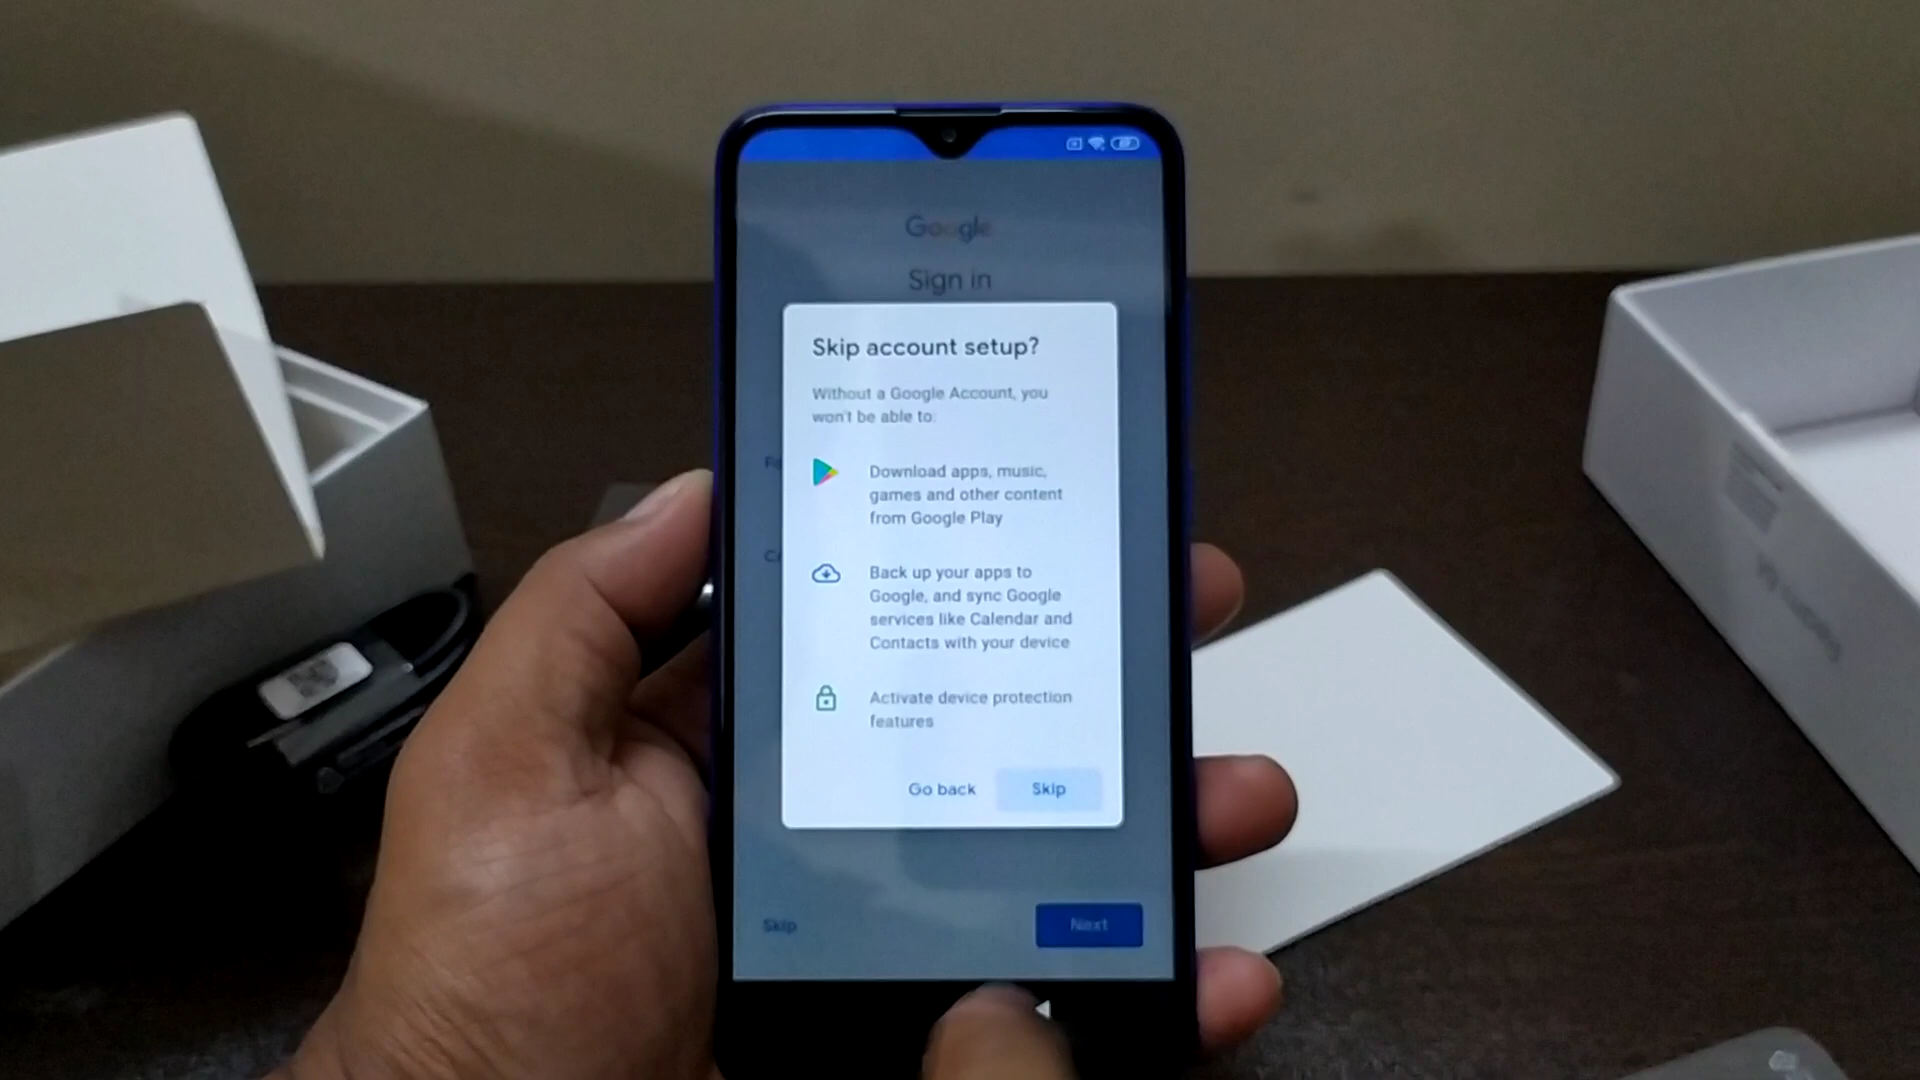 Google
Sign in
Skip account setup?
Without a Google Account, you
won't be able to:
Download apps, music,
games and other content
from Google Play
Back up your apps to
Google, and sync Google
services like Calendar and
Contacts with your device
Activate device protection
features
Go back Skip
Skip Next